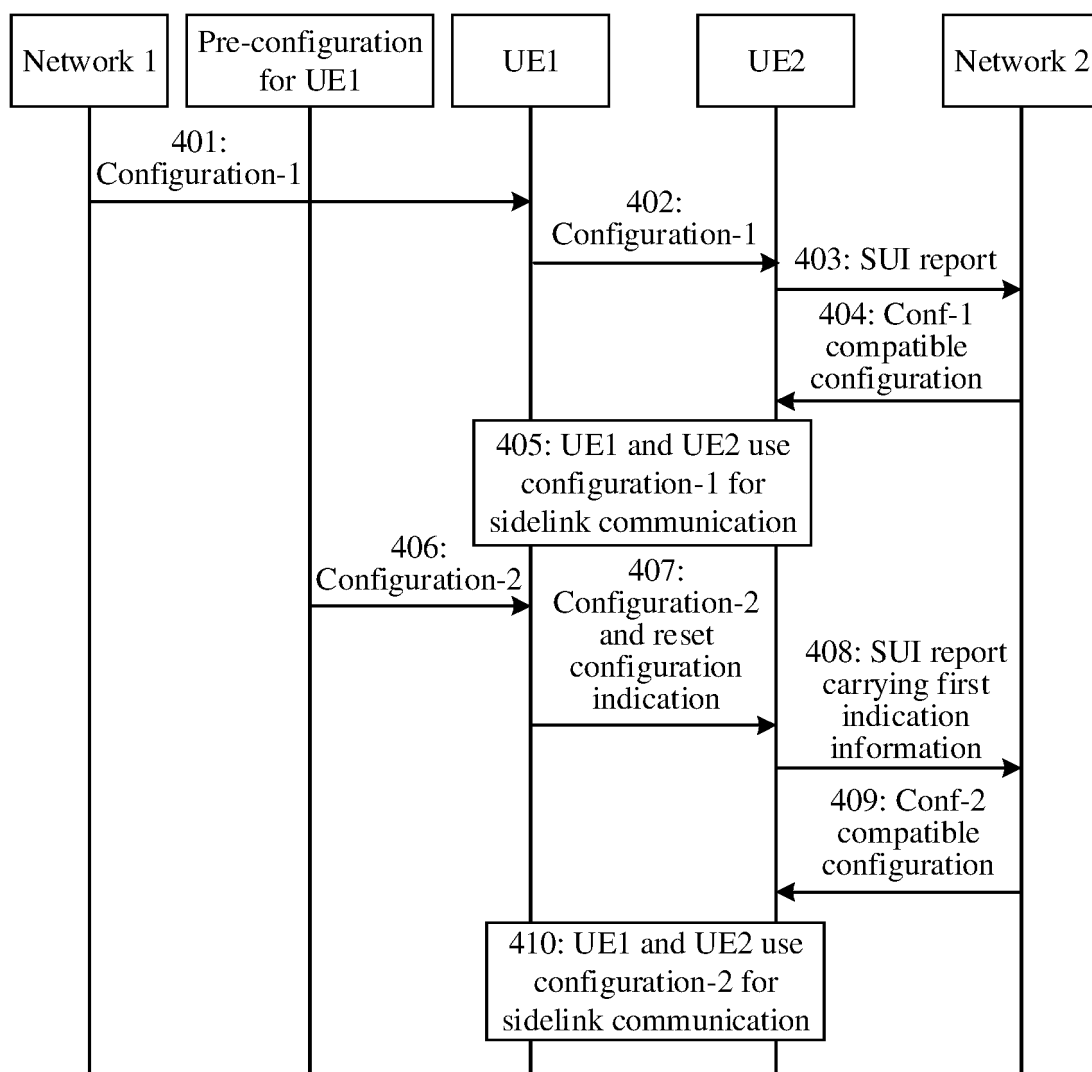 Network 1
Pre-configuration
for UE1
UE1
UE2
Network 2
401:
Configuration-1
402:
Configuration-1
403: SUI report
404: Conf-1
compatible
configuration
405: UE1 and UE2 use
configuration-1 for
sidelink communication
406:
Configuration-2
407:
Configuration-2
and reset
configuration
indication
408: SUI report
carrying first
indication
information
409: Conf-2
compatible
configuration
410: UE1 and UE2 use
configuration-2 for
sidelink communication